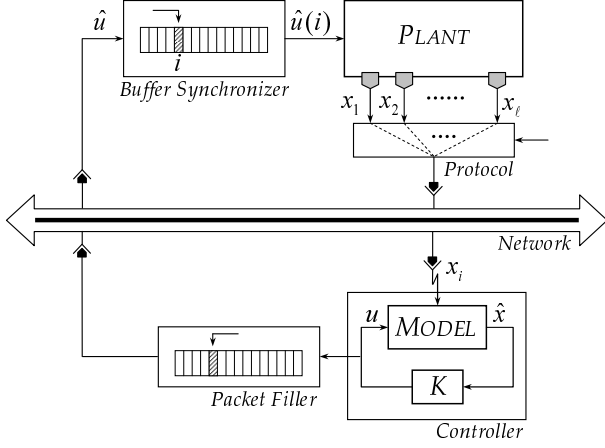 û
û(i)
PLANT
i
Buffer Synchronizer
x₁ x₂ ...... xℓ
....
Protocol
Network
xᵢ
u MODEL x̂
K
Packet Filler
Controller